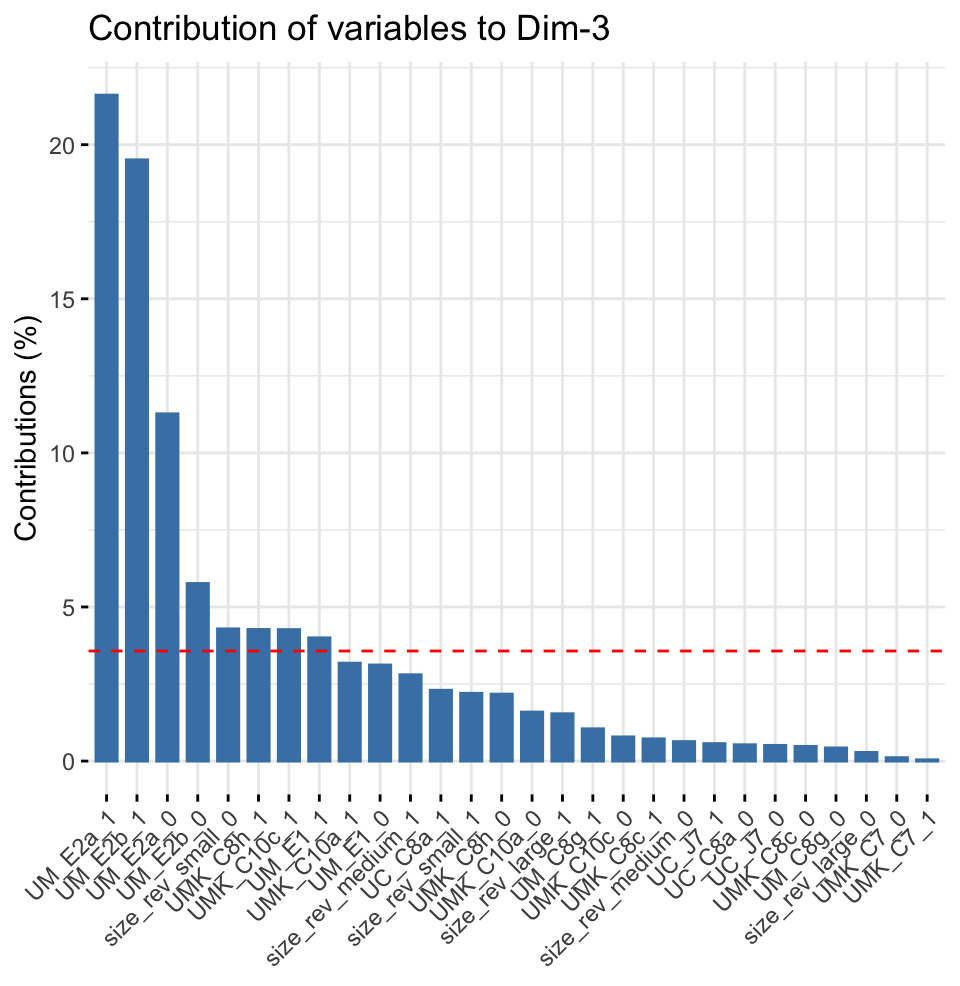 Contribution of variables to Dim-3
Contributions (%)
20
15
10
5
0
UM_E2a_1
UM_E2b_1
UM_E2a_0
UM_E2b_0
size_rev_small_0
UMK_C8h_1
UMK_C10c_1
UM_E1_1
UMK_C10a_1
UM_E1_0
size_rev_medium_1
UC_C8a_1
size_rev_small_1
UMK_C8h_0
UMK_C10a_0
size_rev_large_1
UM_C8g_1
UMK_C10c_0
UMK_C8c_1
size_rev_medium_0
UC_J7_1
UC_C8a_0
UC_J7_0
UMK_C8c_0
UM_C8g_0
size_rev_large_0
UMK_C7_0
UMK_C7_1